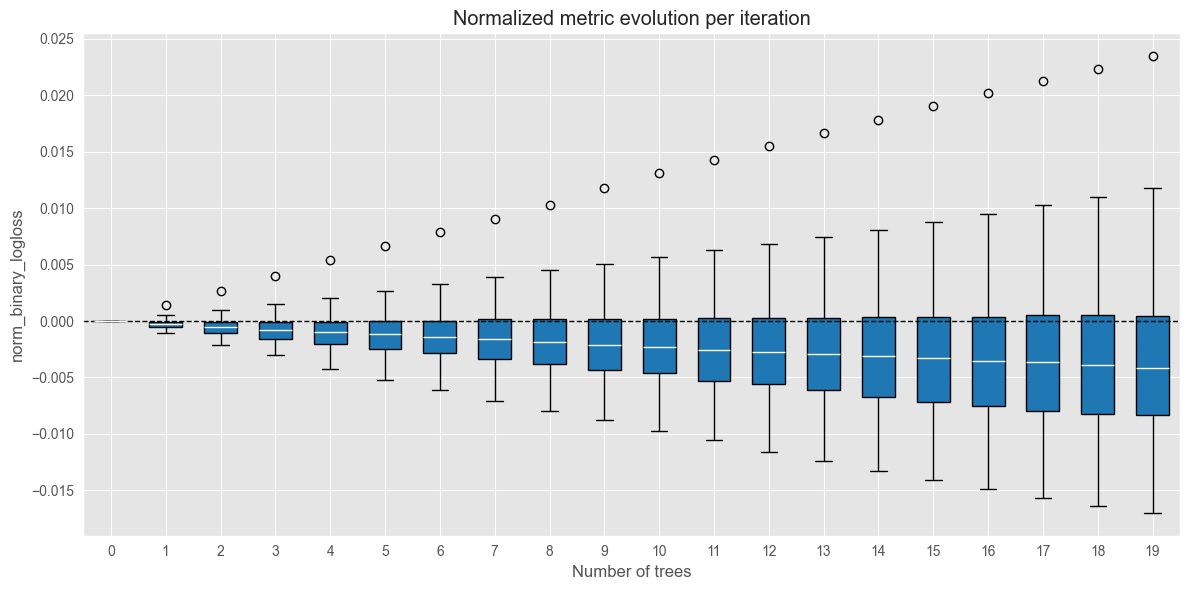 Normalized metric evolution per iteration
norm_binary_logloss
0.025
0.020
0.015
0.010
0.005
0.000
−0.005
−0.010
−0.015
0 1 2 3 4 5 6 7 8 9 10 11 12 13 14 15 16 17 18 19
Number of trees